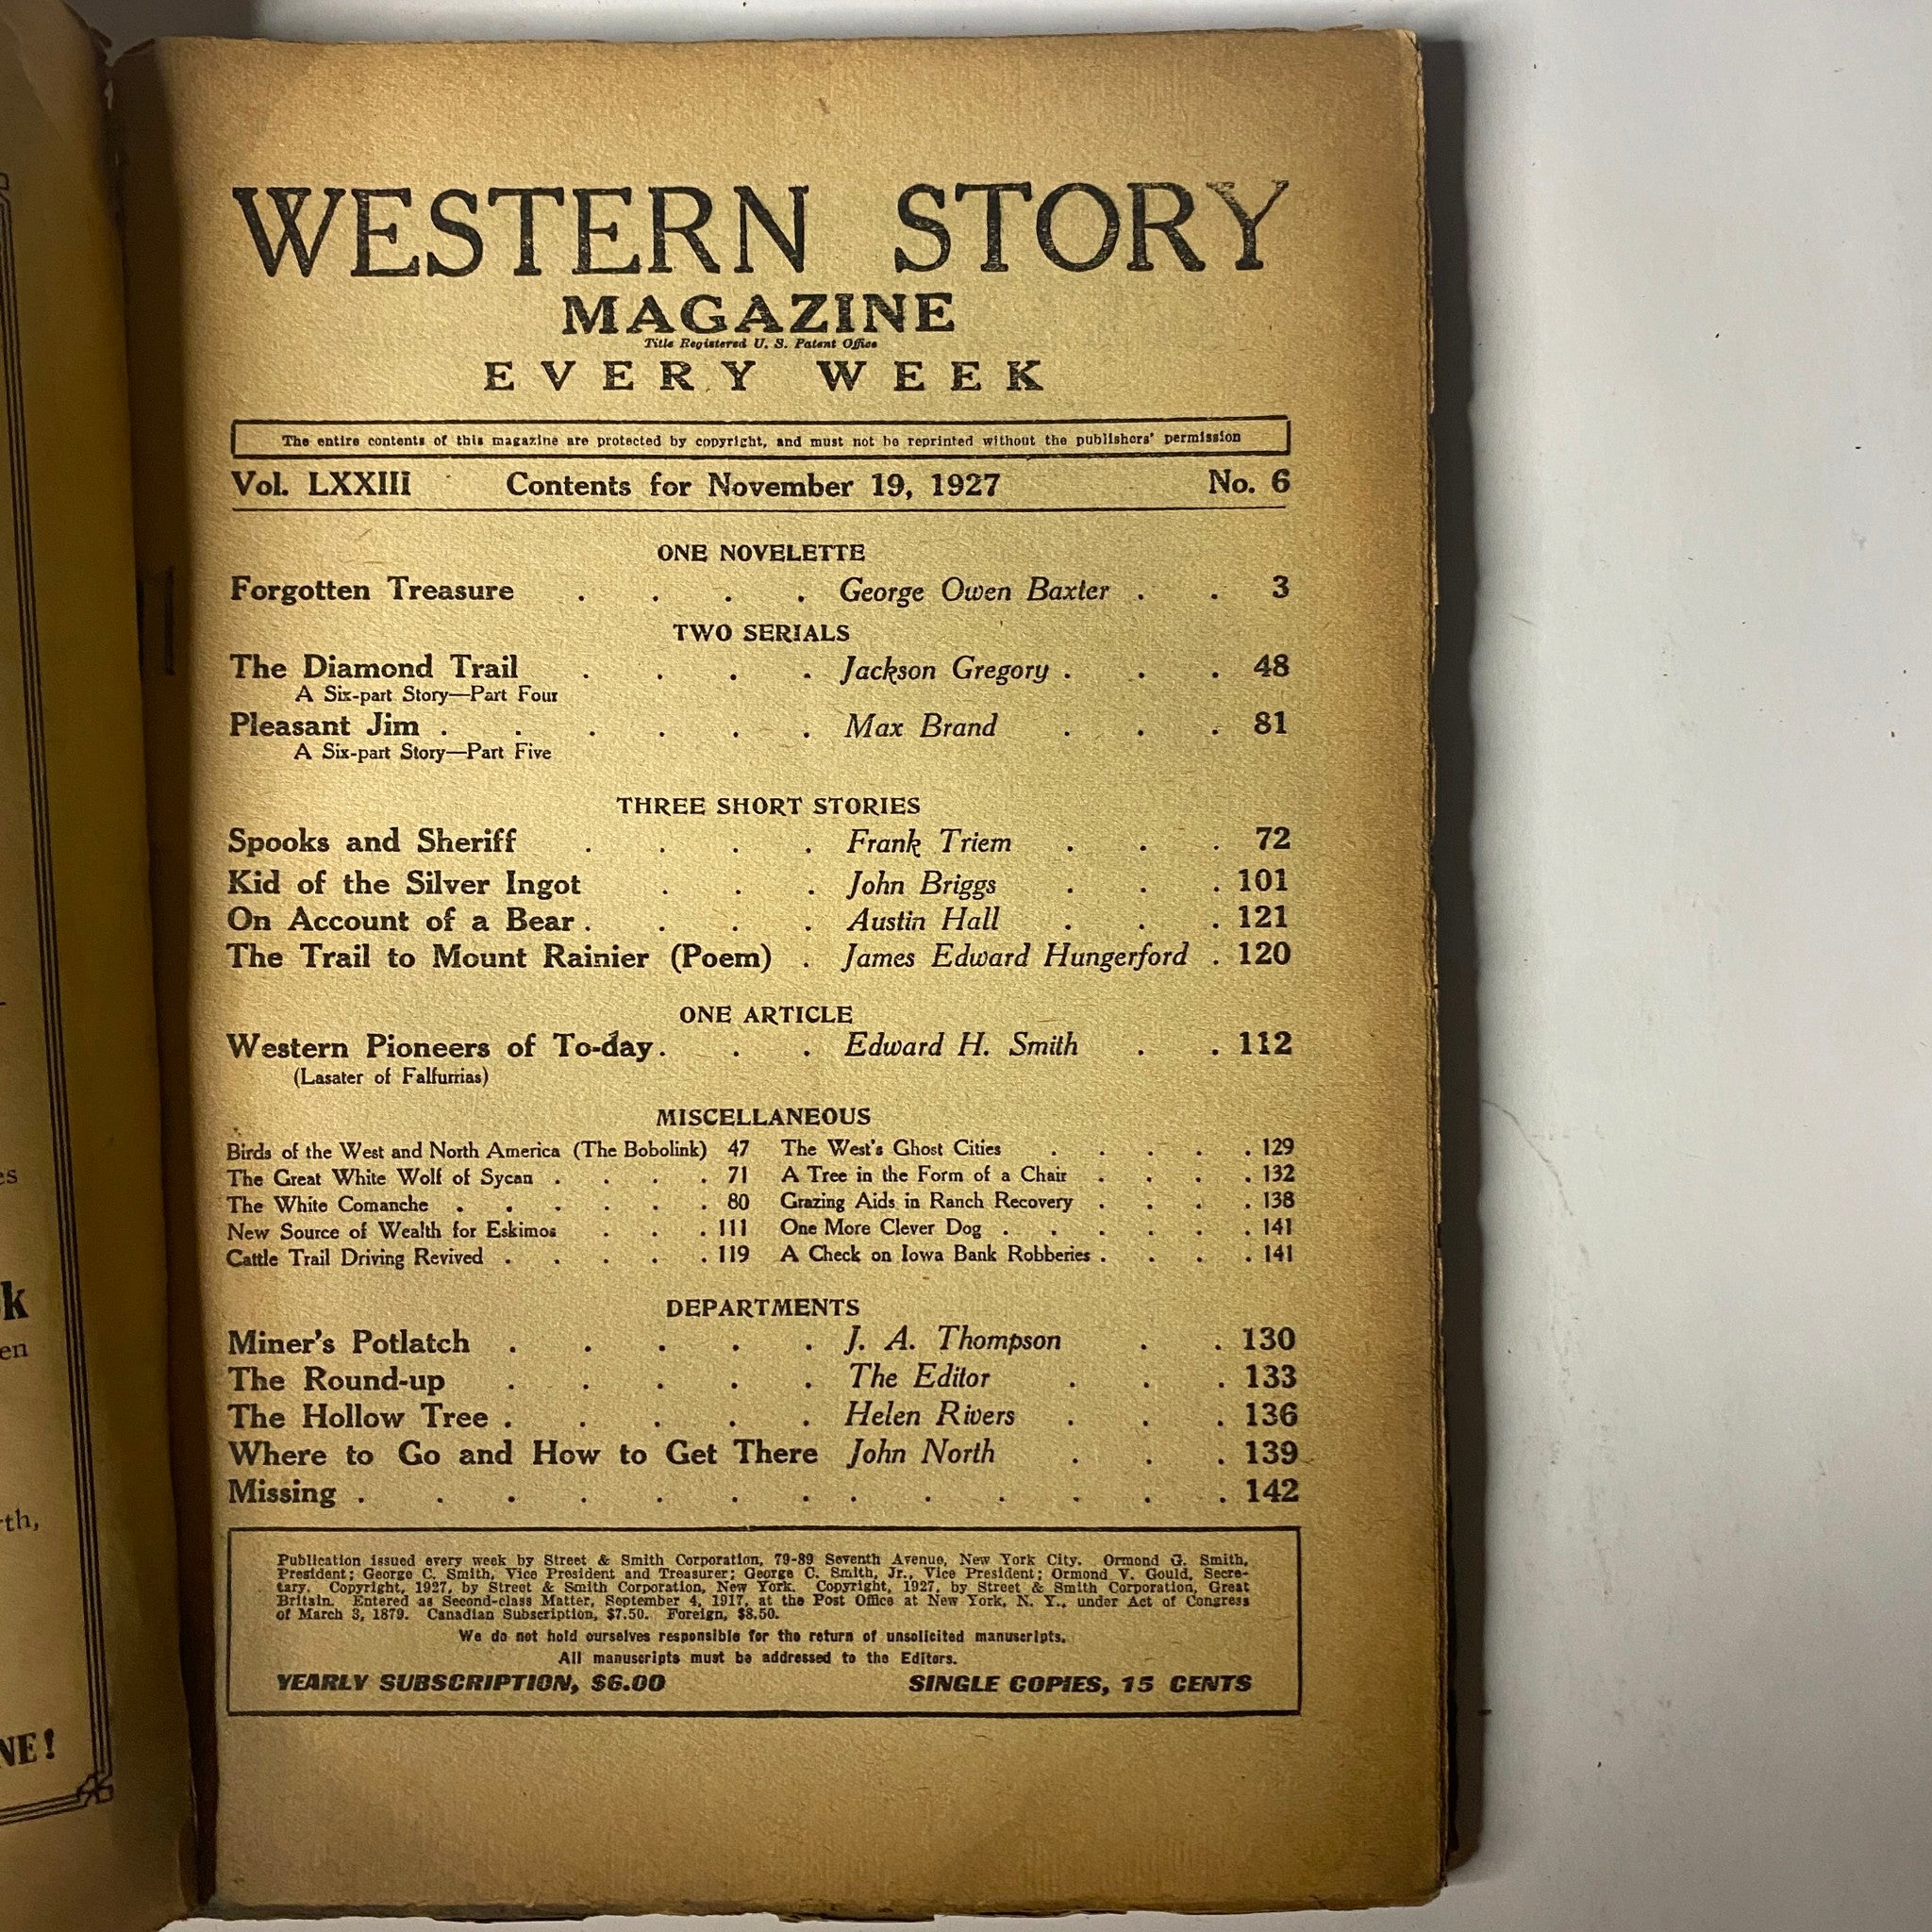 WESTERN STORY
MAGAZINE
Title Registered U. S. Patent Office
EVERY WEEK
The entire contents of this magazine are protected by copyright, and must not be reprinted without the publishers' permission
Vol. LXXIII Contents for November 19, 1927 No. 6
ONE NOVELETTE
Forgotten Treasure . . . . George Owen Baxter . . 3
TWO SERIALS
The Diamond Trail . . . . Jackson Gregory . . . 48
A Six-part Story—Part Four
Pleasant Jim . . . . . . Max Brand . . . 81
A Six-part Story—Part Five
THREE SHORT STORIES
Spooks and Sheriff . . . . Frank Triem . . . 72
Kid of the Silver Ingot . . . John Briggs . . . 101
On Account of a Bear . . . . Austin Hall . . . 121
The Trail to Mount Rainier (Poem) . James Edward Hungerford . 120
ONE ARTICLE
Western Pioneers of To-day . . . Edward H. Smith . . 112
(Lasater of Falfurrias)
MISCELLANEOUS
Birds of the West and North America (The Bobolink) 47 The West's Ghost Cities . . . . . 129
The Great White Wolf of Sycan . . . . 71 A Tree in the Form of a Chair . . . . 132
The White Comanche . . . . . . 80 Grazing Aids in Ranch Recovery . . . . 138
New Source of Wealth for Eskimos . . . 111 One More Clever Dog . . . . . . 141
Cattle Trail Driving Revived . . . . . 119 A Check on Iowa Bank Robberies . . . . 141
DEPARTMENTS
Miner's Potlatch . . . . . J. A. Thompson . . 130
The Round-up . . . . . The Editor . . . 133
The Hollow Tree . . . . . Helen Rivers . . . 136
Where to Go and How to Get There John North . . . 139
Missing . . . . . . . . . . . . . 142
Publication issued every week by Street & Smith Corporation, 79-89 Seventh Avenue, New York City. Ormond G. Smith,
President; George C. Smith, Vice President and Treasurer; George C. Smith, Jr., Vice President; Ormond V. Gould, Secre-
tary. Copyright, 1927, by Street & Smith Corporation, New York. Copyright, 1927, by Street & Smith Corporation, Great
Britain. Entered as Second-class Matter, September 4, 1917, at the Post Office at New York, N. Y., under Act of Congress
of March 3, 1879. Canadian Subscription, $7.50. Foreign, $8.50.
We do not hold ourselves responsible for the return of unsolicited manuscripts.
All manuscripts must be addressed to the Editors.
YEARLY SUBSCRIPTION, $6.00 SINGLE COPIES, 15 CENTS